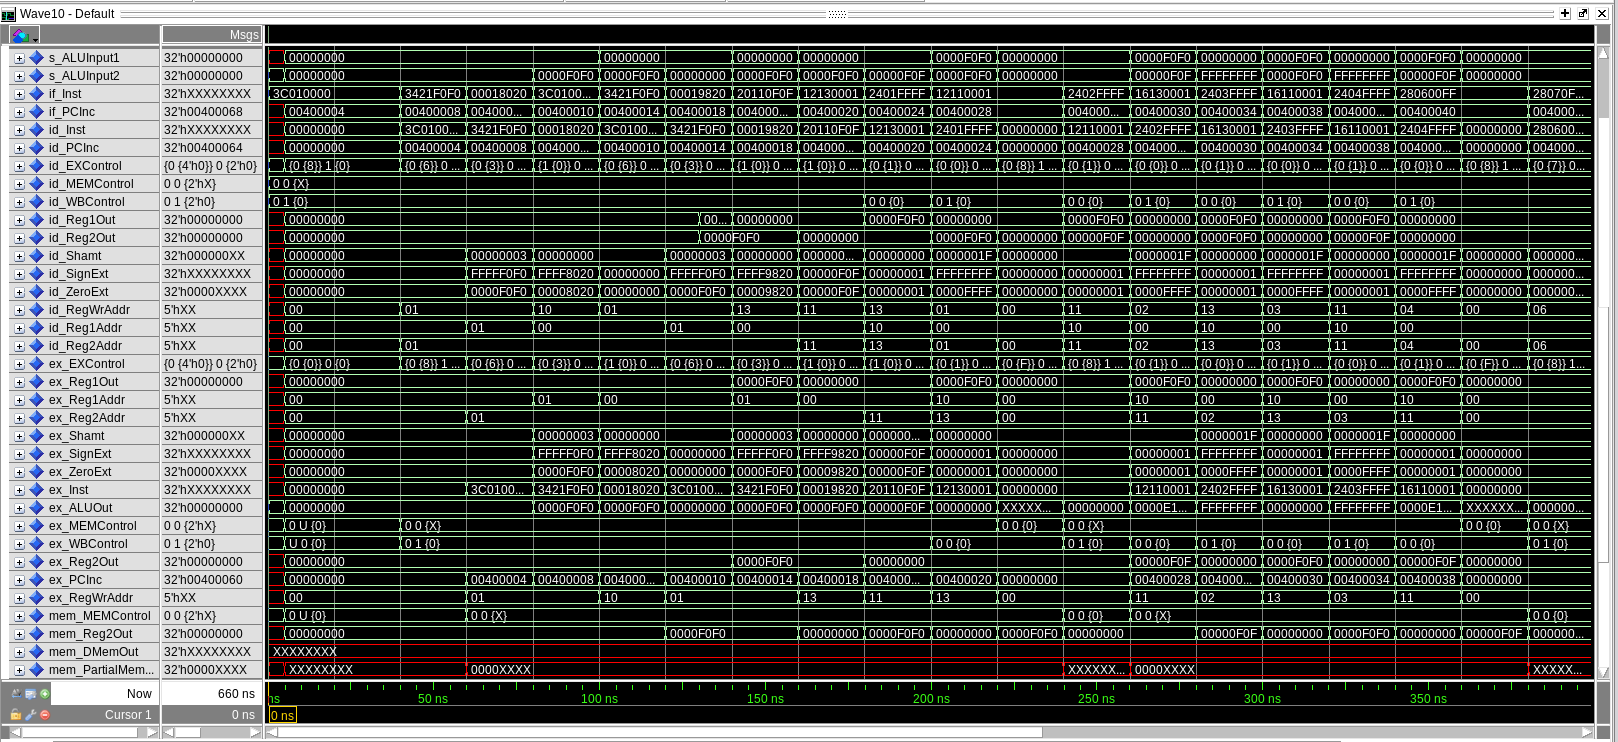 Wave10 - Default
Msgs
s_ALUInput1 32'h00000000 00000000 00000000 00000000 00000000 0000F0F0 00000000 0000F0F0 00000000 0000F0F0 0000F0F0 00000000
s_ALUInput2 32'h00000000 00000000 0000F0F0 0000F0F0 00000000 0000F0F0 0000F0F0 00000F0F 0000F0F0 00000000 00000F0F FFFFFFFF 0000F0F0 FFFFFFFF 00000F0F 00000000
if_Inst 32'hXXXXXXXX 3C010000 3421F0F0 00018020 3C0100... 3421F0F0 00019820 20110F0F 12130001 2401FFFF 12110001 2402FFFF 16130001 2403FFFF 16110001 2404FFFF 280600FF 28070F...
if_PCInc 32'h00400068 00400004 00400008 004000... 00400010 00400014 00400018 004000... 00400020 00400024 00400028 004000... 00400030 00400034 00400038 004000... 00400040 004000...
id_Inst 32'hXXXXXXXX 00000000 3C0100... 3421F0F0 00018020 3C0100... 3421F0F0 00019820 20110F0F 12130001 2401FFFF 00000000 12110001 2402FFFF 16130001 2403FFFF 16110001 2404FFFF 00000000 280600...
id_PCInc 32'h00400064 00000000 00400004 00400008 004000... 00400010 00400014 00400018 004000... 00400020 00400024 00000000 00400028 004000... 00400030 00400034 00400038 004000... 00000000 004000...
id_EXControl {0 {4'h0}} 0 {2'h0} {0 {8}} 1 {0} {0 {6}} 0 ... {0 {3}} 0 ... {1 {0}} 0 ... {0 {6}} 0 ... {0 {3}} 0 ... {1 {0}} 0 ... {1 {0}} 0 ... {0 {1}} 0 ... {0 {0}} 0 ... {0 {8}} 1 ... {0 {1}} 0 ... {0 {0}} 0 ... {0 {1}} 0 ... {0 {0}} 0 ... {0 {1}} 0 ... {0 {0}} 0 ... {0 {8}} 1 ... {0 {7}} 0...
id_MEMControl 0 0 {2'hX} 0 0 {X}
id_WBControl 0 1 {2'h0} 0 1 {0} 0 0 {0} 0 1 {0} 0 0 {0} 0 1 {0} 0 0 {0} 0 1 {0} 0 0 {0} 0 1 {0}
id_Reg1Out 32'h00000000 00000000 00... 00000000 0000F0F0 00000000 0000F0F0 00000000 0000F0F0 00000000 0000F0F0 00000000
id_Reg2Out 32'h00000000 00000000 0000F0F0 00000000 0000F0F0 00000000 00000F0F 00000000 0000F0F0 00000000 00000F0F 00000000
id_Shamt 32'h000000XX 00000000 00000003 00000000 00000003 00000000 000000... 00000000 0000001F 00000000 0000001F 00000000 0000001F 00000000 0000001F 00000000 000000...
id_SignExt 32'hXXXXXXXX 00000000 FFFFF0F0 FFFF8020 00000000 FFFFF0F0 FFFF9820 00000F0F 00000001 FFFFFFFF 00000000 00000001 FFFFFFFF 00000001 FFFFFFFF 00000001 FFFFFFFF 00000000 000000...
id_ZeroExt 32'h0000XXXX 00000000 0000F0F0 00008020 00000000 0000F0F0 00009820 00000F0F 00000001 0000FFFF 00000000 00000001 0000FFFF 00000001 0000FFFF 00000001 0000FFFF 00000000 000000...
id_RegWrAddr 5'hXX 00 01 10 01 13 11 13 01 00 11 02 13 03 11 04 00 06
id_Reg1Addr 5'hXX 00 01 00 01 00 10 00 10 00 10 00 10 00
id_Reg2Addr 5'hXX 00 01 11 13 01 00 11 02 13 03 11 04 00 06
ex_EXControl {0 {4'h0}} 0 {2'h0} {0 {0}} 0 {0} {0 {8}} 1 ... {0 {6}} 0 ... {0 {3}} 0 ... {1 {0}} 0 ... {0 {6}} 0 ... {0 {3}} 0 ... {1 {0}} 0 ... {1 {0}} 0 ... {0 {1}} 0 ... {0 {F}} 0 ... {0 {8}} 1 ... {0 {1}} 0 ... {0 {0}} 0 ... {0 {1}} 0 ... {0 {0}} 0 ... {0 {1}} 0 ... {0 {F}} 0 ... {0 {8}} 1...
ex_Reg1Out 32'h00000000 00000000 0000F0F0 00000000 0000F0F0 00000000 0000F0F0 00000000 0000F0F0 00000000 0000F0F0 00000000
ex_Reg1Addr 5'hXX 00 01 00 01 00 10 00 10 00 10 00 10 00
ex_Reg2Addr 5'hXX 00 01 11 13 00 11 02 13 03 11 00
ex_Shamt 32'h000000XX 00000000 00000003 00000000 00000003 00000000 000000... 00000000 0000001F 00000000 0000001F 00000000
ex_SignExt 32'hXXXXXXXX 00000000 FFFFF0F0 FFFF8020 00000000 FFFFF0F0 FFFF9820 00000F0F 00000001 00000000 00000001 FFFFFFFF 00000001 FFFFFFFF 00000001 00000000
ex_ZeroExt 32'h0000XXXX 00000000 0000F0F0 00008020 00000000 0000F0F0 00009820 00000F0F 00000001 00000000 00000001 0000FFFF 00000001 0000FFFF 00000001 00000000
ex_Inst 32'hXXXXXXXX 00000000 3C0100... 3421F0F0 00018020 3C0100... 3421F0F0 00019820 20110F0F 12130001 00000000 12110001 2402FFFF 16130001 2403FFFF 16110001 00000000
ex_ALUOut 32'h00000000 00000000 0000F0F0 0000F0F0 00000000 0000F0F0 0000F0F0 00000F0F 00000000 XXXXX... 00000000 0000E1... FFFFFFFF 00000000 FFFFFFFF 0000E1... XXXXXX... 000000...
ex_MEMControl 0 0 {2'hX} 0 U {0} 0 0 {X} 0 0 {0} 0 0 {X} 0 0 {0} 0 0 {X}
ex_WBControl 0 1 {2'h0} U 0 {0} 0 1 {0} 0 0 {0} 0 1 {0} 0 0 {0} 0 1 {0} 0 0 {0} 0 1 {0} 0 0 {0} 0 1 {0}
ex_Reg2Out 32'h00000000 00000000 0000F0F0 00000000 00000F0F 00000000 0000F0F0 00000000 00000F0F 00000000
ex_PCInc 32'h00400060 00000000 00400004 00400008 004000... 00400010 00400014 00400018 004000... 00400020 00000000 00400028 004000... 00400030 00400034 00400038 00000000
ex_RegWrAddr 5'hXX 00 01 10 01 13 11 13 00 11 02 13 03 11 00
mem_MEMControl 0 0 {2'hX} 0 U {0} 0 0 {X} 0 0 {0} 0 0 {X} 0 0 {0}
mem_Reg2Out 32'h00000000 00000000 0000F0F0 00000000 0000F0F0 00000000 0000F0F0 00000000 00000F0F 00000000 0000F0F0 00000000 00000F0F 000000...
mem_DMemOut 32'hXXXXXXXX XXXXXXXX
mem_PartialMem... 32'h0000XXXX XXXXXXXX 0000XXXX XXXXXX... 0000XXXX XXXXX...
Now 660 ns ns 50 ns 100 ns 150 ns 200 ns 250 ns 300 ns 350 ns
Cursor 1 0 ns 0 ns